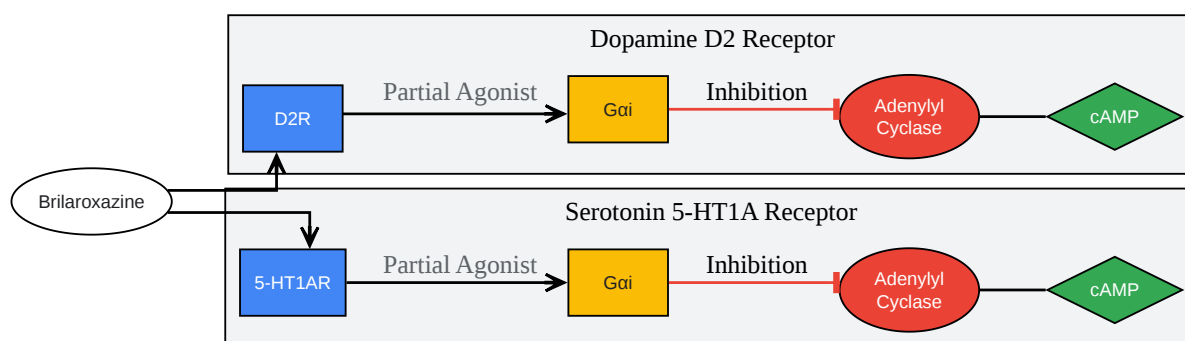 Dopamine D2 Receptor
Partial Agonist
Inhibition
D2R
Gαi
Adenylyl
Cyclase
cAMP
Brilaroxazine
Serotonin 5-HT1A Receptor
Partial Agonist
Inhibition
5-HT1AR
Gαi
Adenylyl
Cyclase
cAMP